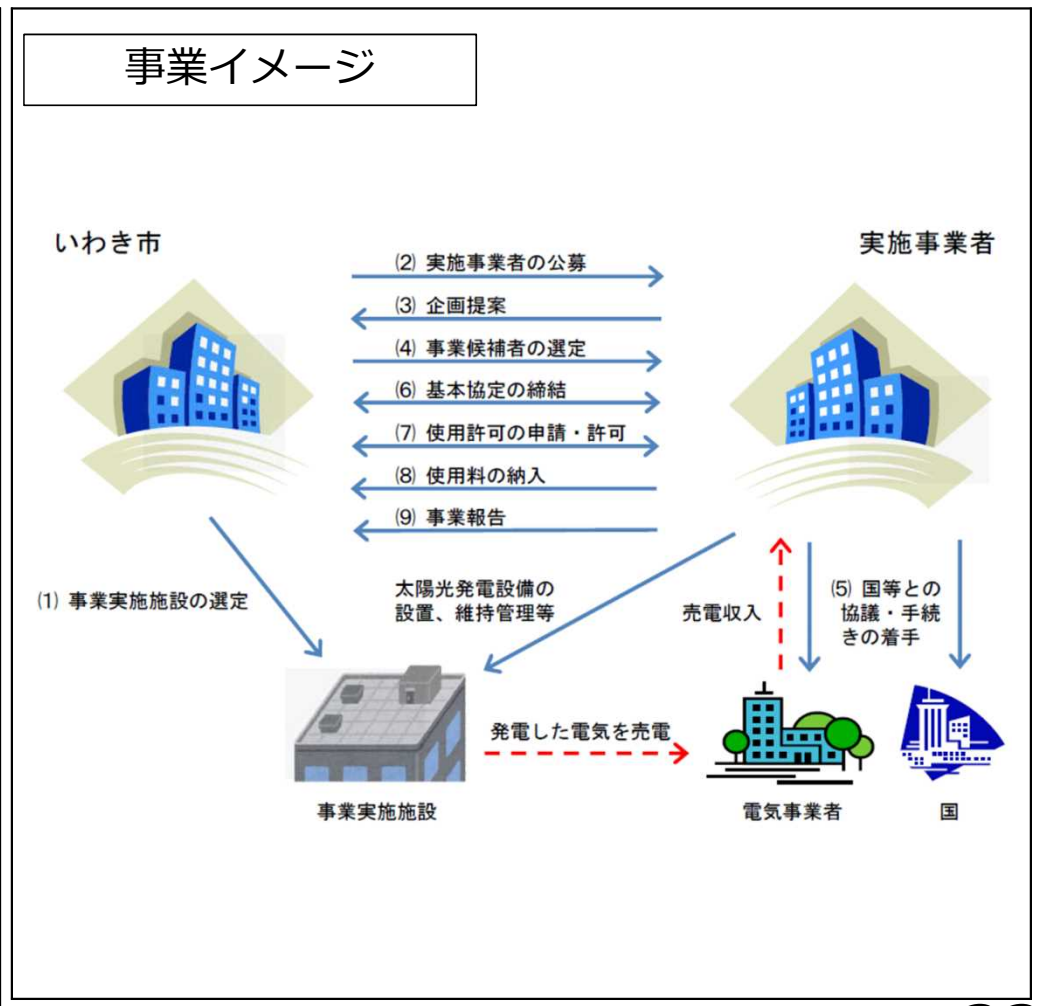 事業イメージ
いわき市
実施事業者
(2) 実施事業者の公募
(3) 企画提案
(4) 事業候補者の選定
(6) 基本協定の締結
(7) 使用許可の申請・許可
(8) 使用料の納入
(9) 事業報告
(1) 事業実施施設の選定
太陽光発電設備の
設置、維持管理等
売電収入
(5) 国等との
協議・手続
きの着手
発電した電気を売電
事業実施施設
電気事業者
国